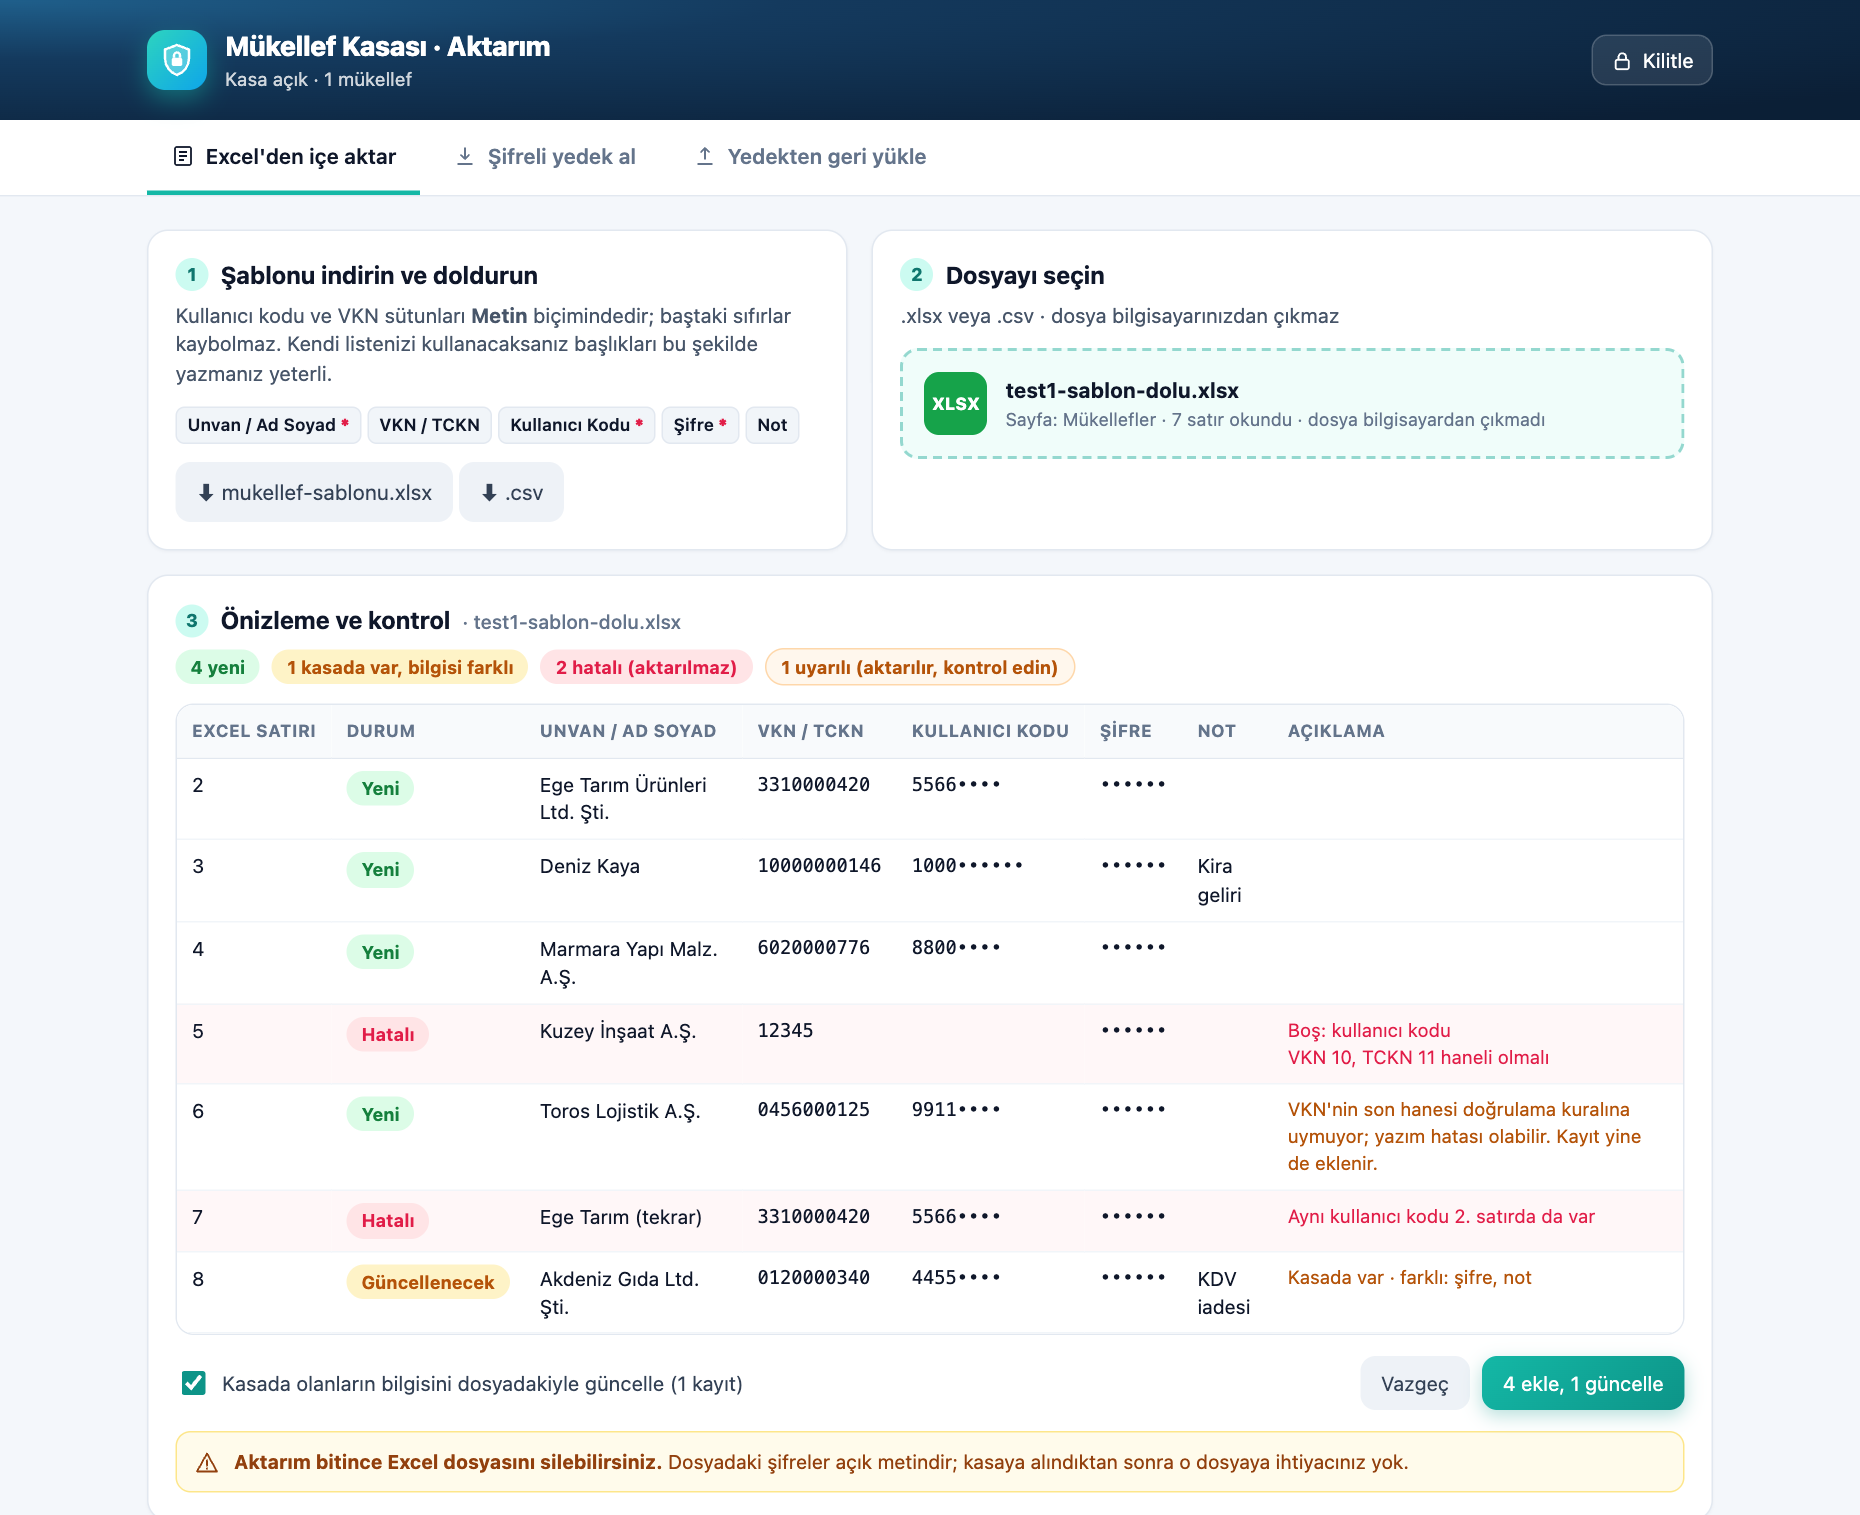 Mükellef Kasası · Aktarım
Kasa açık · 1 mükellef
Kilitle
Excel'den içe aktar
Şifreli yedek al
Yedekten geri yükle
1 Şablonu indirin ve doldurun
Kullanıcı kodu ve VKN sütunları Metin biçimindedir; baştaki sıfırlar
kaybolmaz. Kendi listenizi kullanacaksanız başlıkları bu şekilde
yazmanız yeterli.
Unvan / Ad Soyad * VKN / TCKN Kullanıcı Kodu * Şifre * Not
mukellef-sablonu.xlsx .csv
2 Dosyayı seçin
.xlsx veya .csv · dosya bilgisayarınızdan çıkmaz
XLSX
test1-sablon-dolu.xlsx
Sayfa: Mükellefler · 7 satır okundu · dosya bilgisayardan çıkmadı
3 Önizleme ve kontrol · test1-sablon-dolu.xlsx
4 yeni 1 kasada var, bilgisi farklı 2 hatalı (aktarılmaz) 1 uyarılı (aktarılır, kontrol edin)
EXCEL SATIRI DURUM UNVAN / AD SOYAD VKN / TCKN KULLANICI KODU ŞİFRE NOT AÇIKLAMA
2 Yeni Ege Tarım Ürünleri 3310000420 5566•••• ••••••
Ltd. Şti.
3 Yeni Deniz Kaya 10000000146 1000•••••• •••••• Kira
geliri
4 Yeni Marmara Yapı Malz. 6020000776 8800•••• ••••••
A.Ş.
5 Hatalı Kuzey İnşaat A.Ş. 12345 •••••• Boş: kullanıcı kodu
VKN 10, TCKN 11 haneli olmalı
6 Yeni Toros Lojistik A.Ş. 0456000125 9911•••• •••••• VKN'nin son hanesi doğrulama kuralına
uymuyor; yazım hatası olabilir. Kayıt yine
de eklenir.
7 Hatalı Ege Tarım (tekrar) 3310000420 5566•••• •••••• Aynı kullanıcı kodu 2. satırda da var
8 Güncellenecek Akdeniz Gıda Ltd. 0120000340 4455•••• •••••• KDV Kasada var · farklı: şifre, not
Şti. iadesi
Kasada olanların bilgisini dosyadakiyle güncelle (1 kayıt)
Vazgeç
4 ekle, 1 güncelle
Aktarım bitince Excel dosyasını silebilirsiniz. Dosyadaki şifreler açık metindir; kasaya alındıktan sonra o dosyaya ihtiyacınız yok.